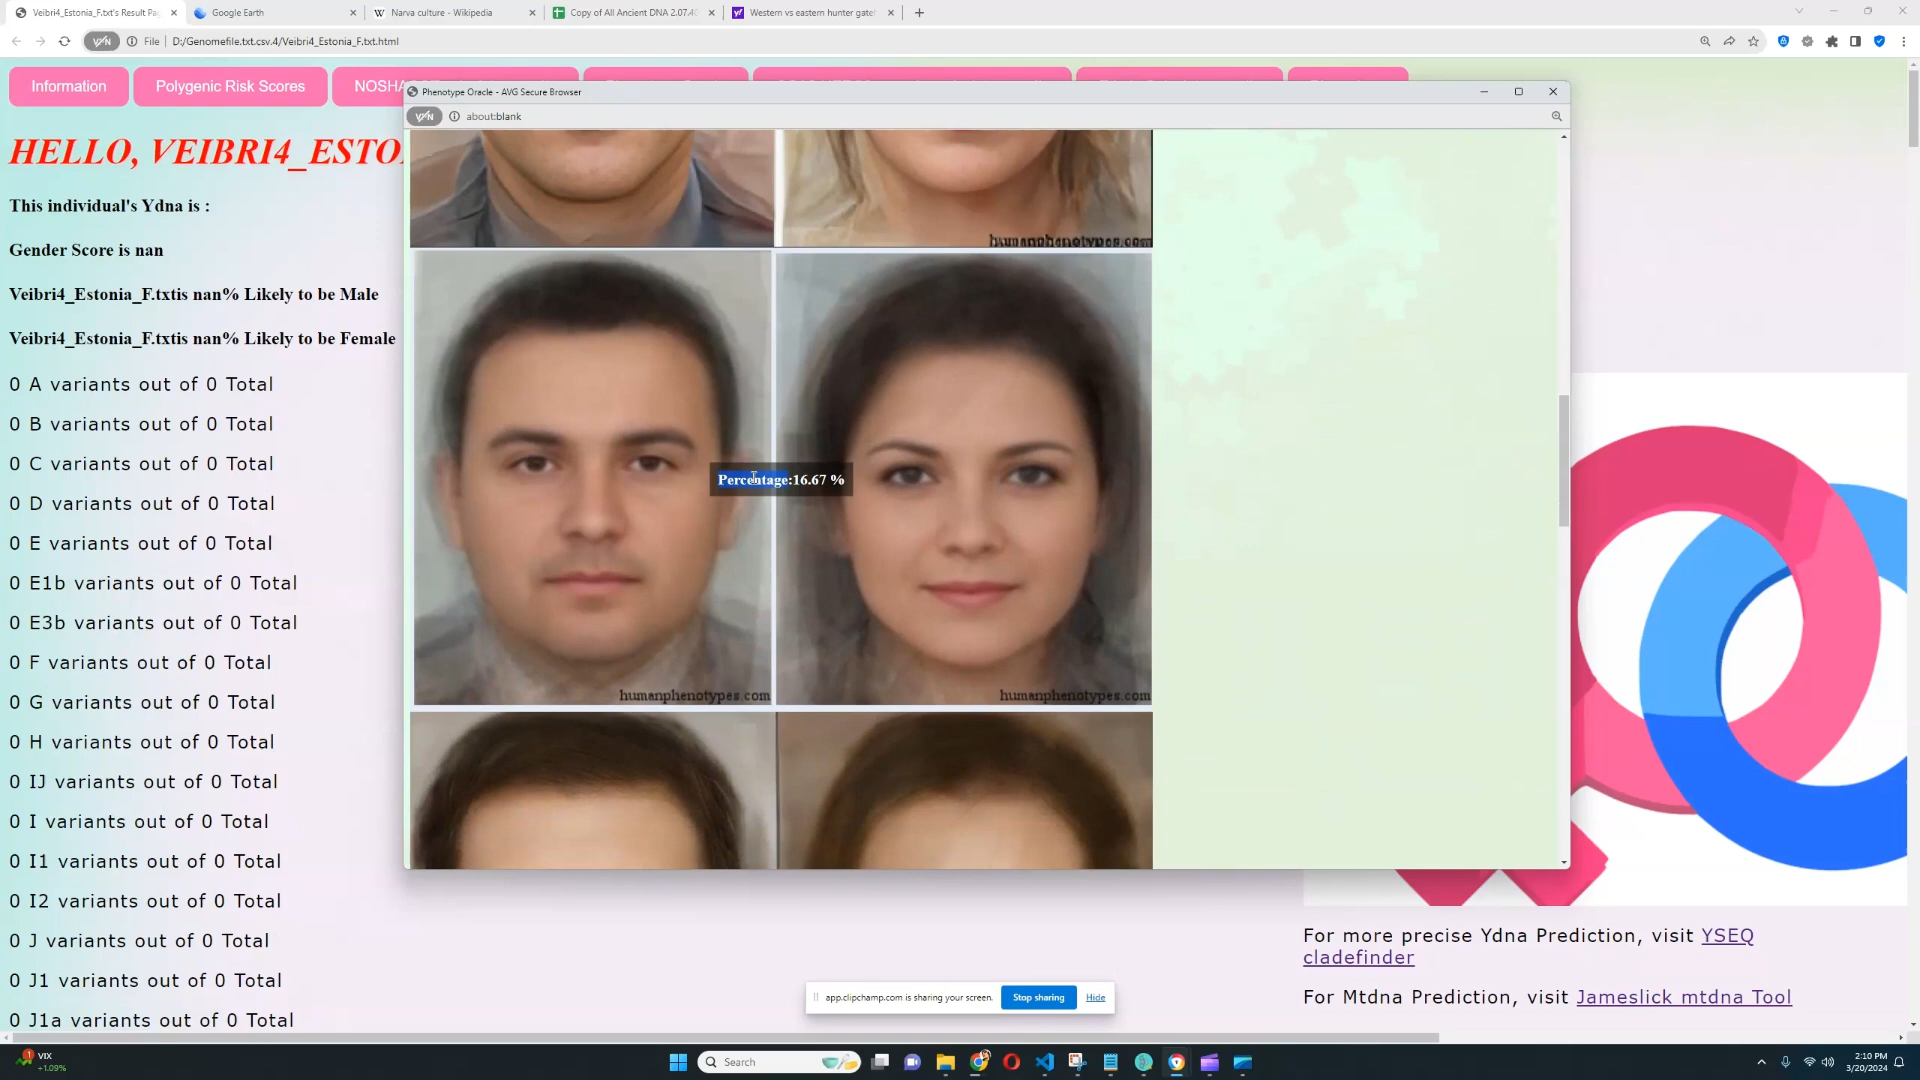 Veibri4_Estonia_F.txt's Result Pa
Google Earth
Narva culture - Wikipedia
Copy of All Ancient DNA 2.07.40
Western vs eastern hunter gathe
VPN
File
D:/Genomefile.txt.csv.4/Veibri4_Estonia_F.txt.html
Information
Polygenic Risk Scores
Phenotype Oracle - AVG Secure Browser
VPN
about:blank
HELLO, VEIBRI4_ESTO
This individual's Ydna is :
Gender Score is nan
Veibri4_Estonia_F.txtis nan% Likely to be Male
Veibri4_Estonia_F.txtis nan% Likely to be Female
0 A variants out of 0 Total
0 B variants out of 0 Total
0 C variants out of 0 Total
0 D variants out of 0 Total
0 E variants out of 0 Total
0 E1b variants out of 0 Total
0 E3b variants out of 0 Total
0 F variants out of 0 Total
0 G variants out of 0 Total
0 H variants out of 0 Total
0 IJ variants out of 0 Total
0 I variants out of 0 Total
0 I1 variants out of 0 Total
0 I2 variants out of 0 Total
0 J variants out of 0 Total
0 J1 variants out of 0 Total
0 J1a variants out of 0 Total
humanphenotypes.com
Percentage:16.67 %
humanphenotypes.com
humanphenotypes.com
For more precise Ydna Prediction, visit YSEQ
cladefinder
For Mtdna Prediction, visit Jameslick mtdna Tool
app.clipchamp.com is sharing your screen.
Stop sharing
Hide
1
VIX
+1.09%
Search
2:10 PM
3/20/2024